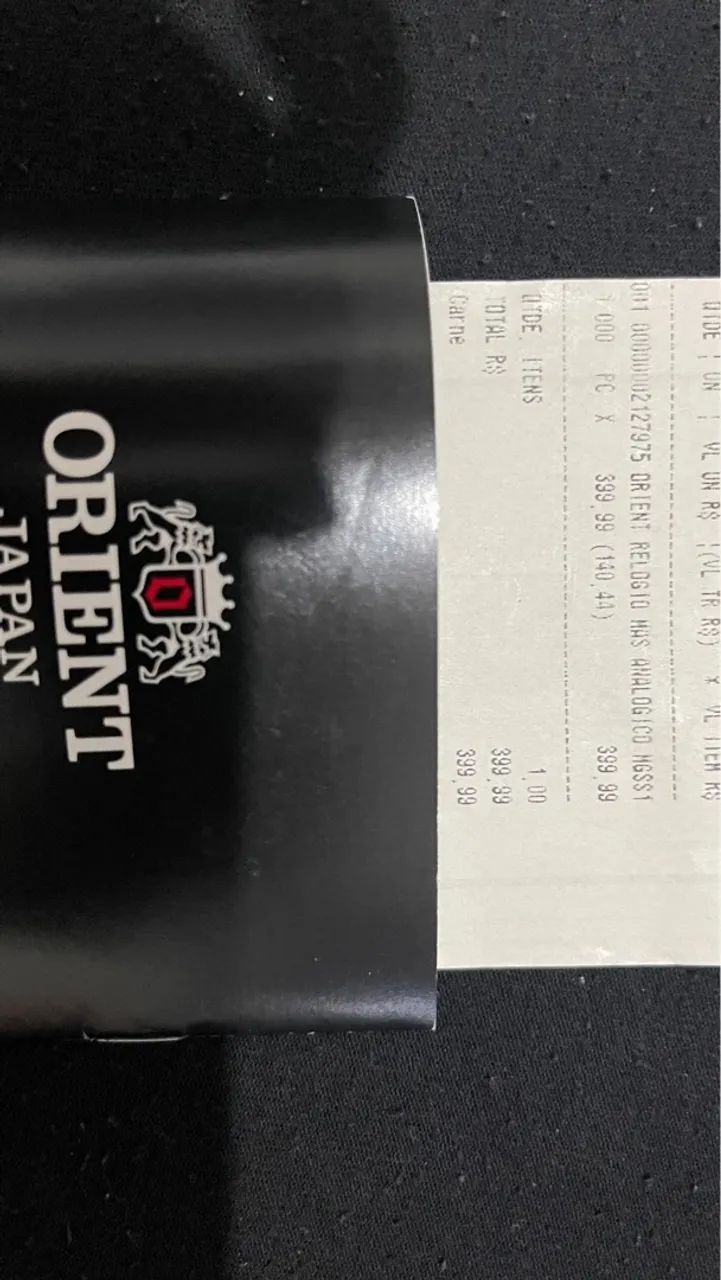 QTDE | UN | VL UN R$ |(VL TR R$) * VL ITEM R$
001 0000002127975 ORIENT RELOGIO MAS ANALOGICO MGSS1
1,000 PC X 399,99 (140,44) 399,99
QTDE. ITENS 1,00
TOTAL R$ 399,99
Carne 399,99
ORIENT
JAPAN